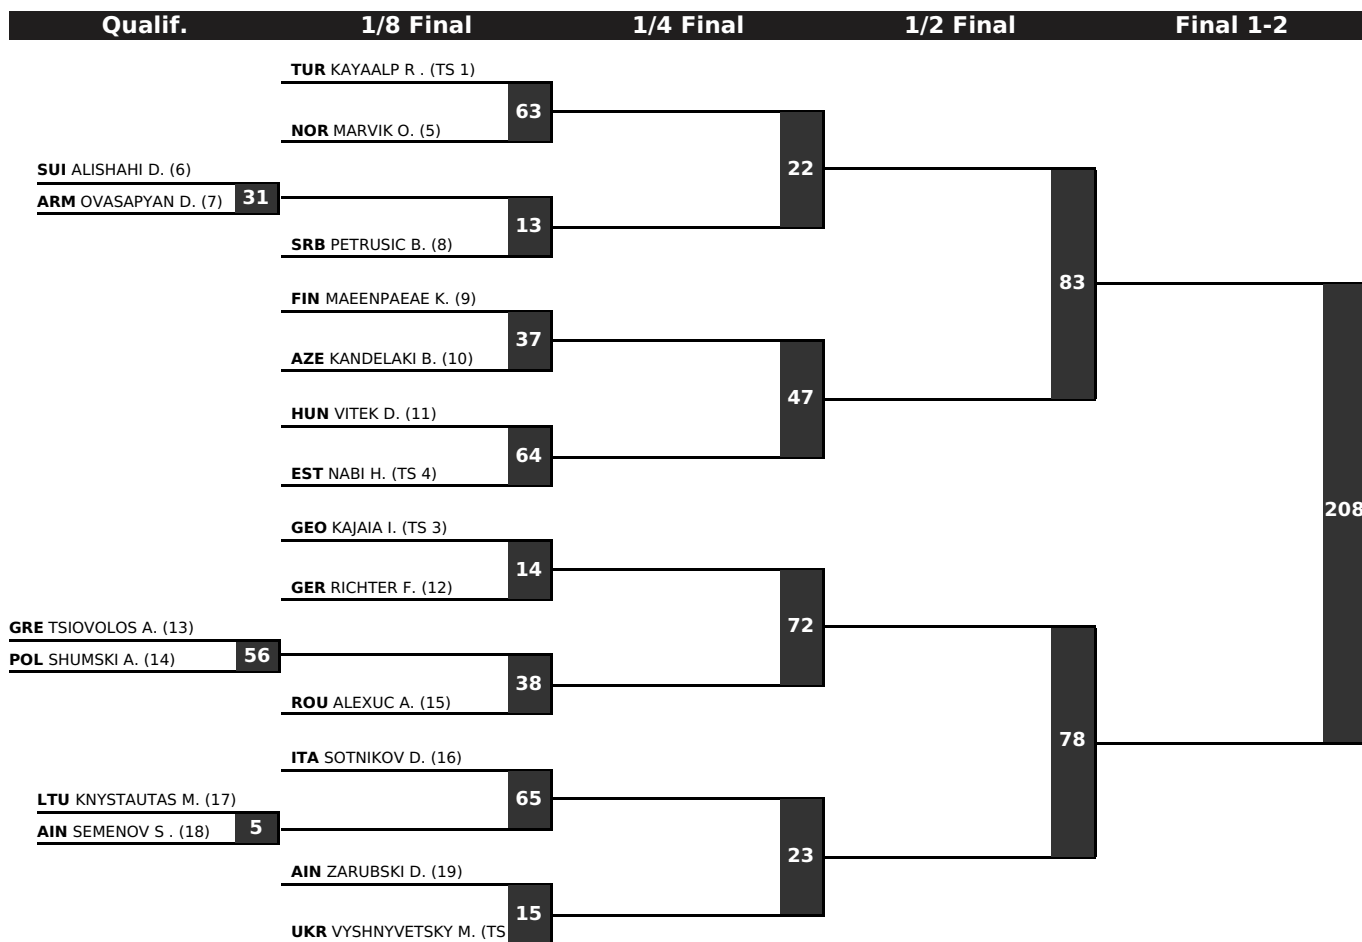 Qualif. 1/8 Final 1/4 Final 1/2 Final Final 1-2
TUR KAYAALP R . (TS 1)
63
NOR MARVIK O. (5)
SUI ALISHAHI D. (6)
22
ARM OVASAPYAN D. (7) 31
13
SRB PETRUSIC B. (8)
83
FIN MAEENPAEAE K. (9)
37
AZE KANDELAKI B. (10)
47
HUN VITEK D. (11)
64
EST NABI H. (TS 4)
208
GEO KAJAIA I. (TS 3)
14
GER RICHTER F. (12)
GRE TSIOVOLOS A. (13)
72
POL SHUMSKI A. (14) 56
38
ROU ALEXUC A. (15)
78
ITA SOTNIKOV D. (16)
65
LTU KNYSTAUTAS M. (17)
AIN SEMENOV S . (18) 5
23
AIN ZARUBSKI D. (19)
15
UKR VYSHNYVETSKY M. (TS